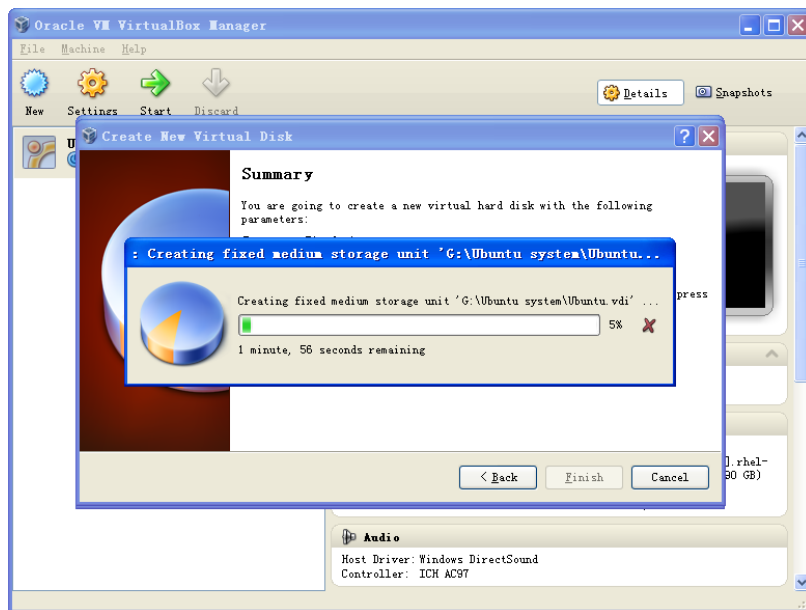 Oracle VM VirtualBox Manager
File Machine Help
New Settings Start Discard
Details Snapshots
Create New Virtual Disk
Summary
You are going to create a new virtual hard disk with the following
parameters:
: Creating fixed medium storage unit 'G:\Ubuntu system\Ubuntu...
Creating fixed medium storage unit 'G:\Ubuntu system\Ubuntu.vdi' ...
press
5%
1 minute, 56 seconds remaining
].rhel-
90 GB)
< Back Finish Cancel
Audio
Host Driver: Windows DirectSound
Controller: ICH AC97